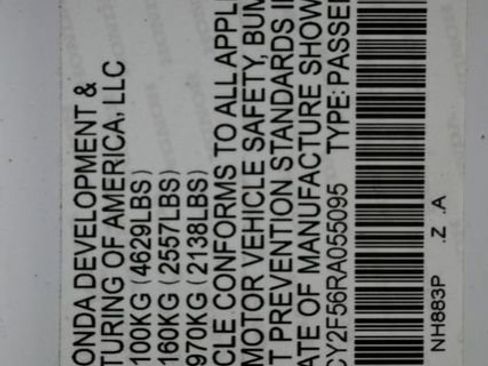 ONDA DEVELOPMENT &
TURING OF AMERICA, LLC
100KG (4629LBS)
160KG (2557LBS)
970KG (2138LBS)
CLE CONFORMS TO ALL APPLI
MOTOR VEHICLE SAFETY, BUM
T PREVENTION STANDARDS I
ATE OF MANUFACTURE SHOW
CY2F56RA055095 TYPE: PASSE
NH883P .Z .A